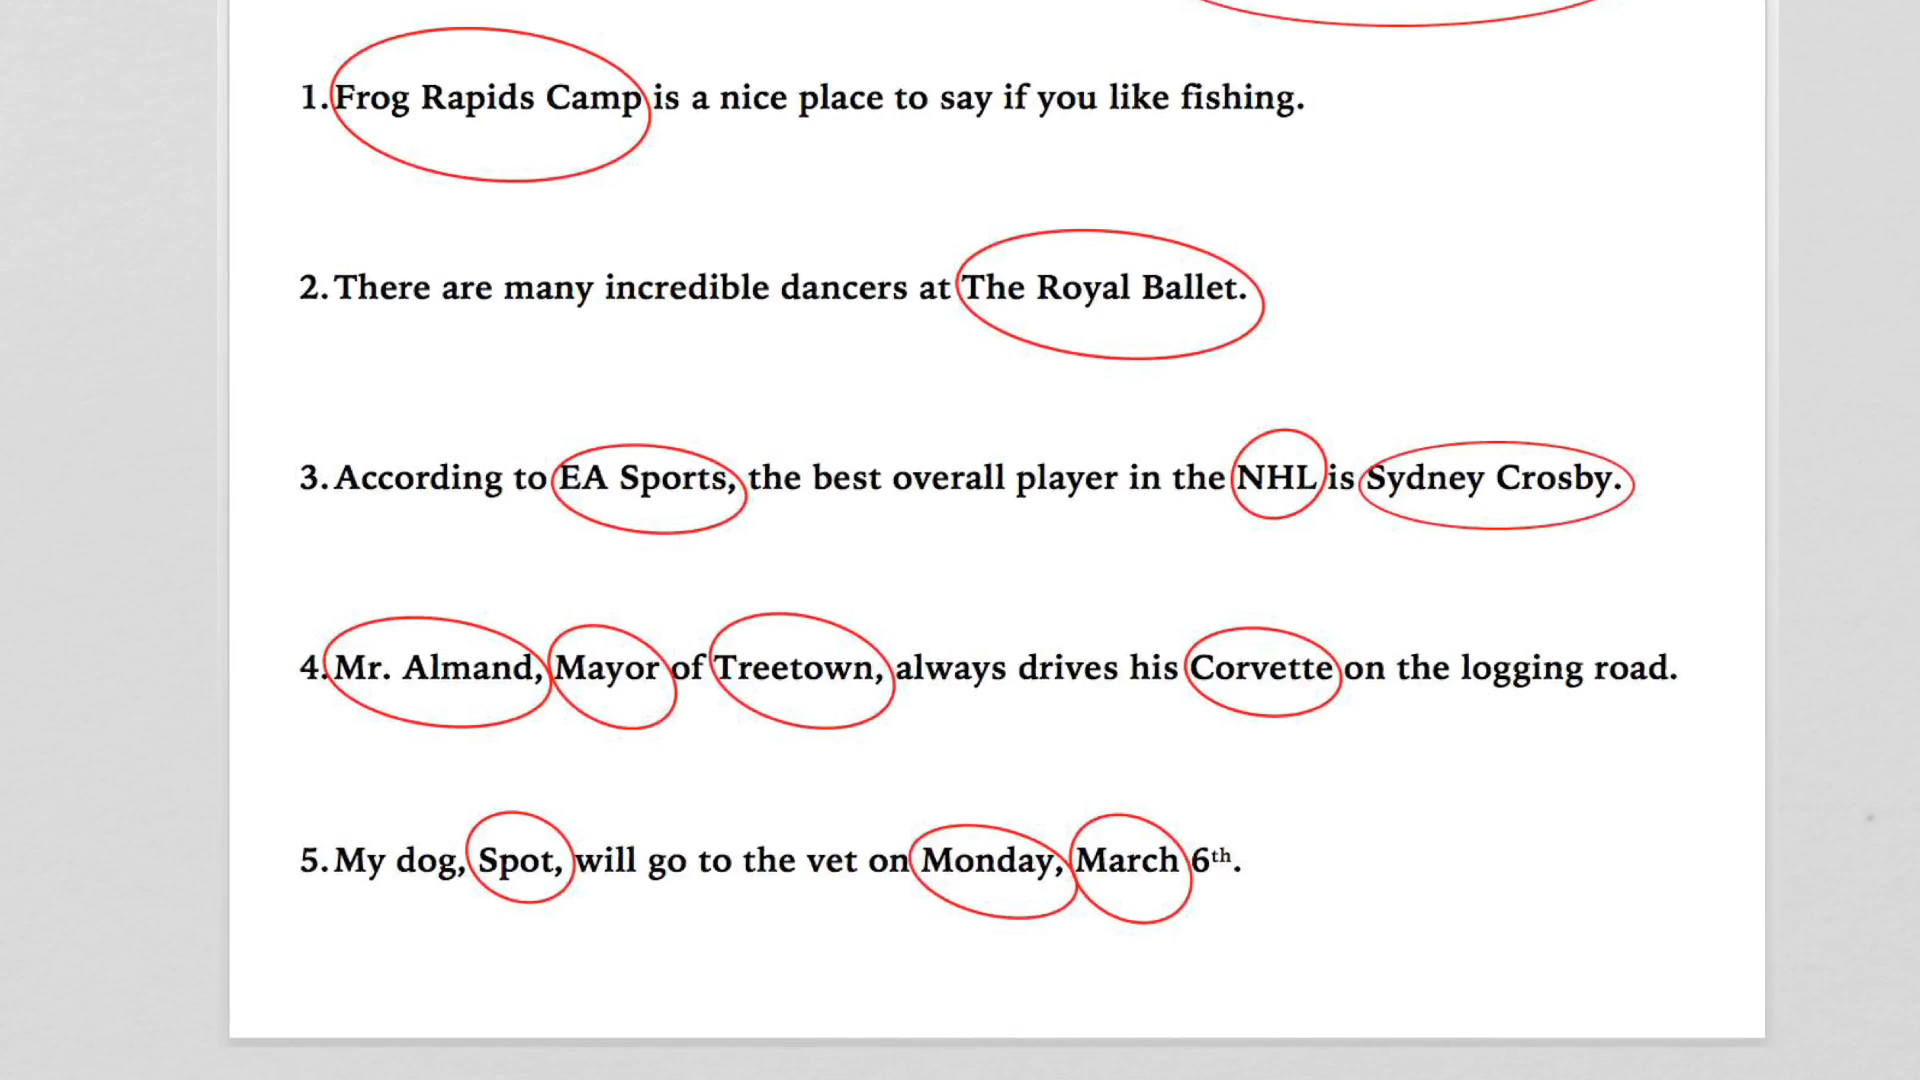 1. Frog Rapids Camp is a nice place to say if you like fishing.
2. There are many incredible dancers at The Royal Ballet.
3. According to EA Sports, the best overall player in the NHL is Sydney Crosby.
4. Mr. Almand, Mayor of Treetown, always drives his Corvette on the logging road.
5. My dog, Spot, will go to the vet on Monday, March 6th.